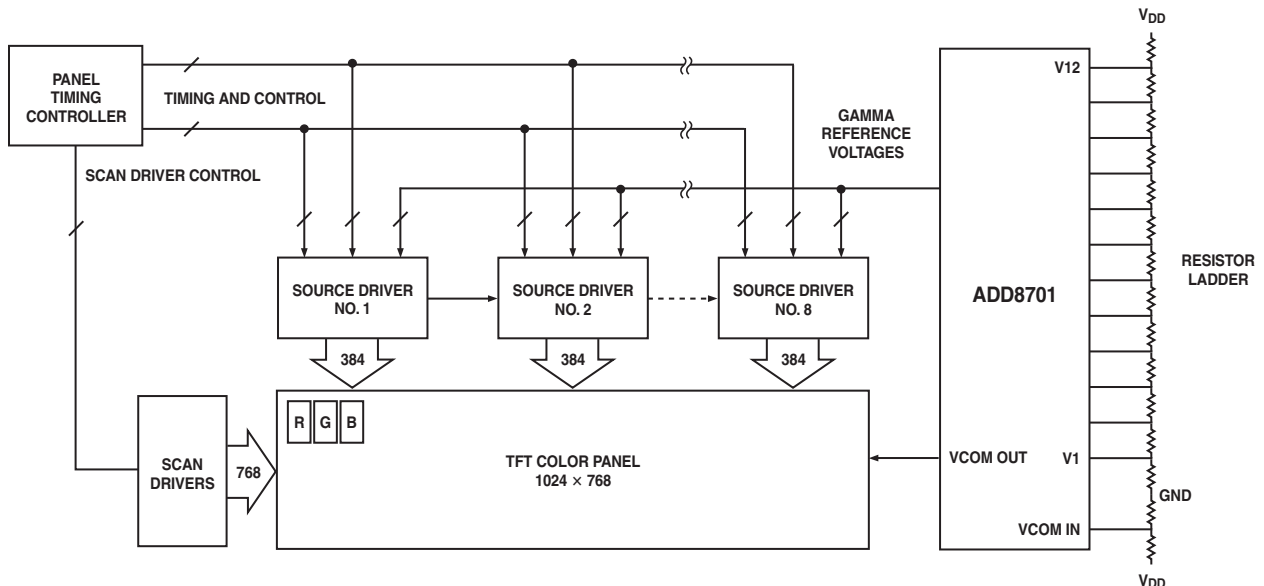 VDD
PANEL
TIMING
CONTROLLER
TIMING AND CONTROL
SCAN DRIVER CONTROL
GAMMA
REFERENCE
VOLTAGES
V12
ADD8701
RESISTOR
LADDER
SOURCE DRIVER
NO. 1
SOURCE DRIVER
NO. 2
SOURCE DRIVER
NO. 8
384
384
384
R G B
TFT COLOR PANEL
1024 × 768
SCAN
DRIVERS
768
VCOM OUT
V1
GND
VCOM IN
VDD